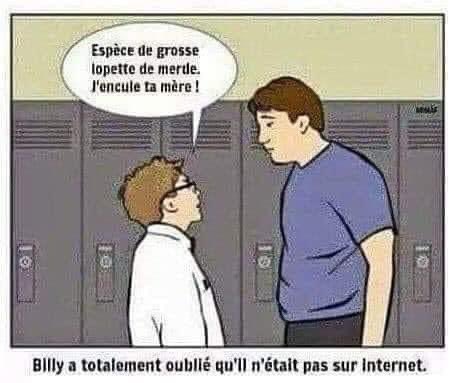 Espèce de grosse
lopette de merde.
J'encule ta mère !
Billy a totalement oublié qu'il n'était pas sur Internet.